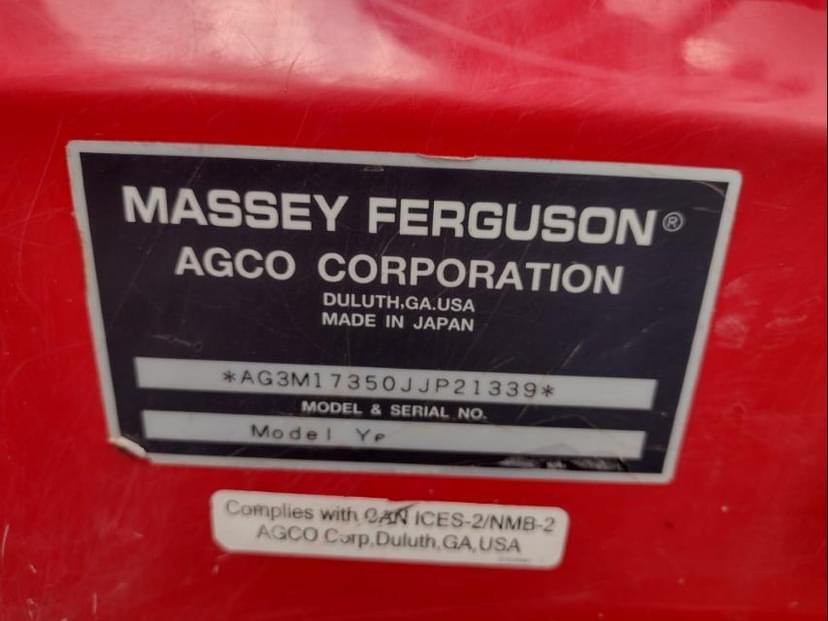 MASSEY FERGUSON®
AGCO CORPORATION
DULUTH,GA.USA
MADE IN JAPAN
*AG3M17350JJP21339*
MODEL & SERIAL NO.
Model
Complies with CAN ICES-2/NMB-2
AGCO Corp,Duluth,GA,USA